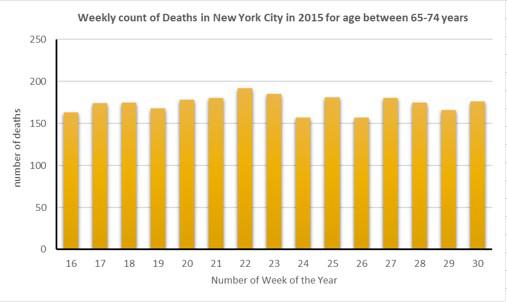 Weekly count of Deaths in New York City in 2015 for age between 65-74 years
250
200
150
100
50
0
number of deaths
16 17 18 19 20 21 22 23 24 25 26 27 28 29 30
Number of Week of the Year